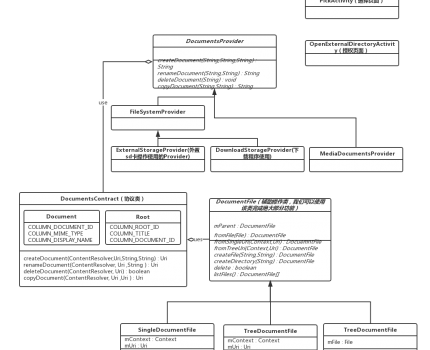 PickActivity（选择页面）
OpenExternalDirectoryActivit
y（授权页面）
DocumentsProvider
createDocument(String,String,String) :
String
renameDocument(String,String) : String
deleteDocument(String) : void
copyDocument(String,String) : String
use
FileSystemProvider
ExternalStorageProvider(外置
sd卡操作使用的Provider)
DownloadStorageProvider(下
载程序使用)
MediaDocumentsProvider
DocumentsContract（协议类）
Document
COLUMN_DOCUMENT_ID
COLUMN_MIME_TYPE
COLUMN_DISPLAY_NAME
Root
COLUMN_ROOT_ID
COLUMN_TITLE
COLUMN_DOCUMENT_ID
createDocument(ContentResolver,Uri,String,String) : Uri
renameDocument(ContentResolver, Uri ,String ): Uri
deleteDocument(ContentResolver, Uri) : boolean
copyDocument(ContentResolver, Uri ,Uri ) : Uri
use
DocumentFile（辅助操作类，我们可以使用
该类完成绝大部分功能）
mParent : DocumentFile
fromFile(File) : DocumentFile
fromSingleUri(Context,Uri) : DocumentFile
fromTreeUri(Context,Uri) : DocumentFile
createFile(String,String) : DocumentFile
createDirectory(String) : DocumentFile
delete : boolean
listFiles() : DocumentFile[]
SingleDocumentFile
mContext : Context
mUri : Uri
TreeDocumentFile
mContext : Context
mUri : Uri
TreeDocumentFile
mFile : File